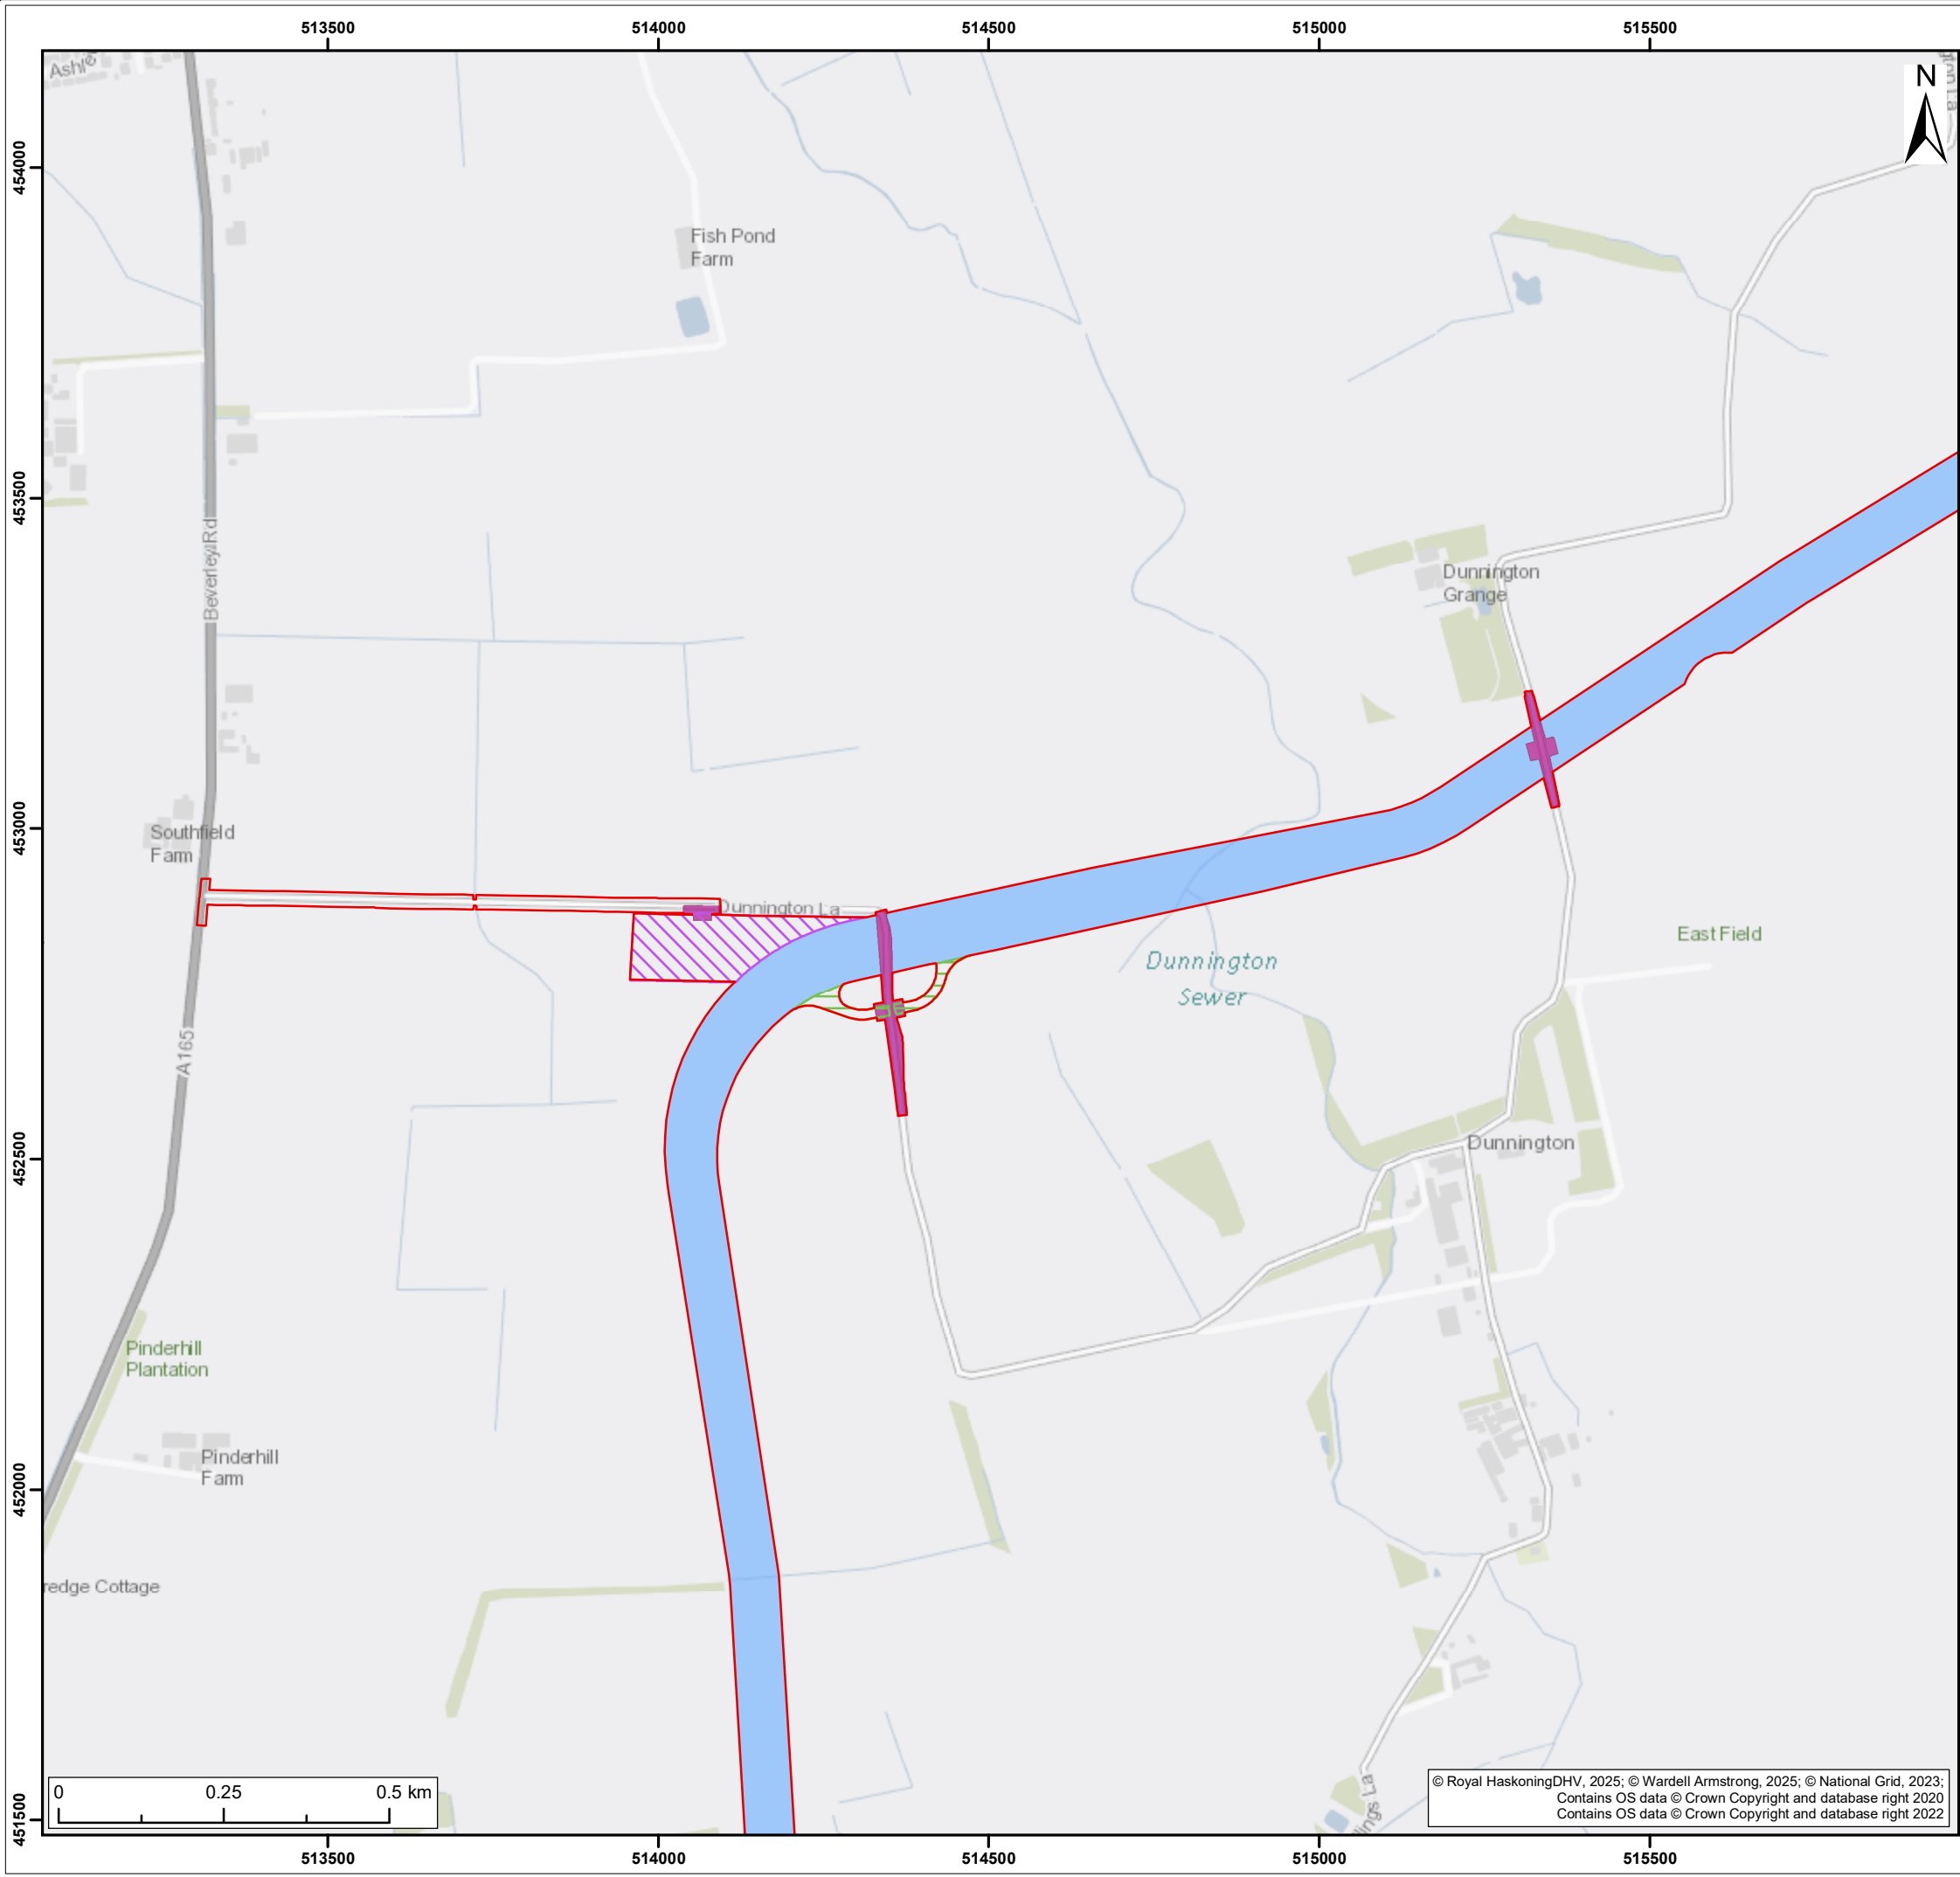 513500
514000
514500
515000
515500
N
454000
453500
453000
452500
452000
451500
Fish Pond
Farm
Beverley Rd
Dunnington
Grange
Southfield
Farm
Dunnington La
East Field
Dunnington
Sewer
A165
Dunnington
Pinderhill
Plantation
Pinderhill
Farm
redge Cottage
lings La
0
0.25
0.5 km
© Royal HaskoningDHV, 2025; © Wardell Armstrong, 2025; © National Grid, 2023;
Contains OS data © Crown Copyright and database right 2020
Contains OS data © Crown Copyright and database right 2022
513500
514000
514500
515000
515500